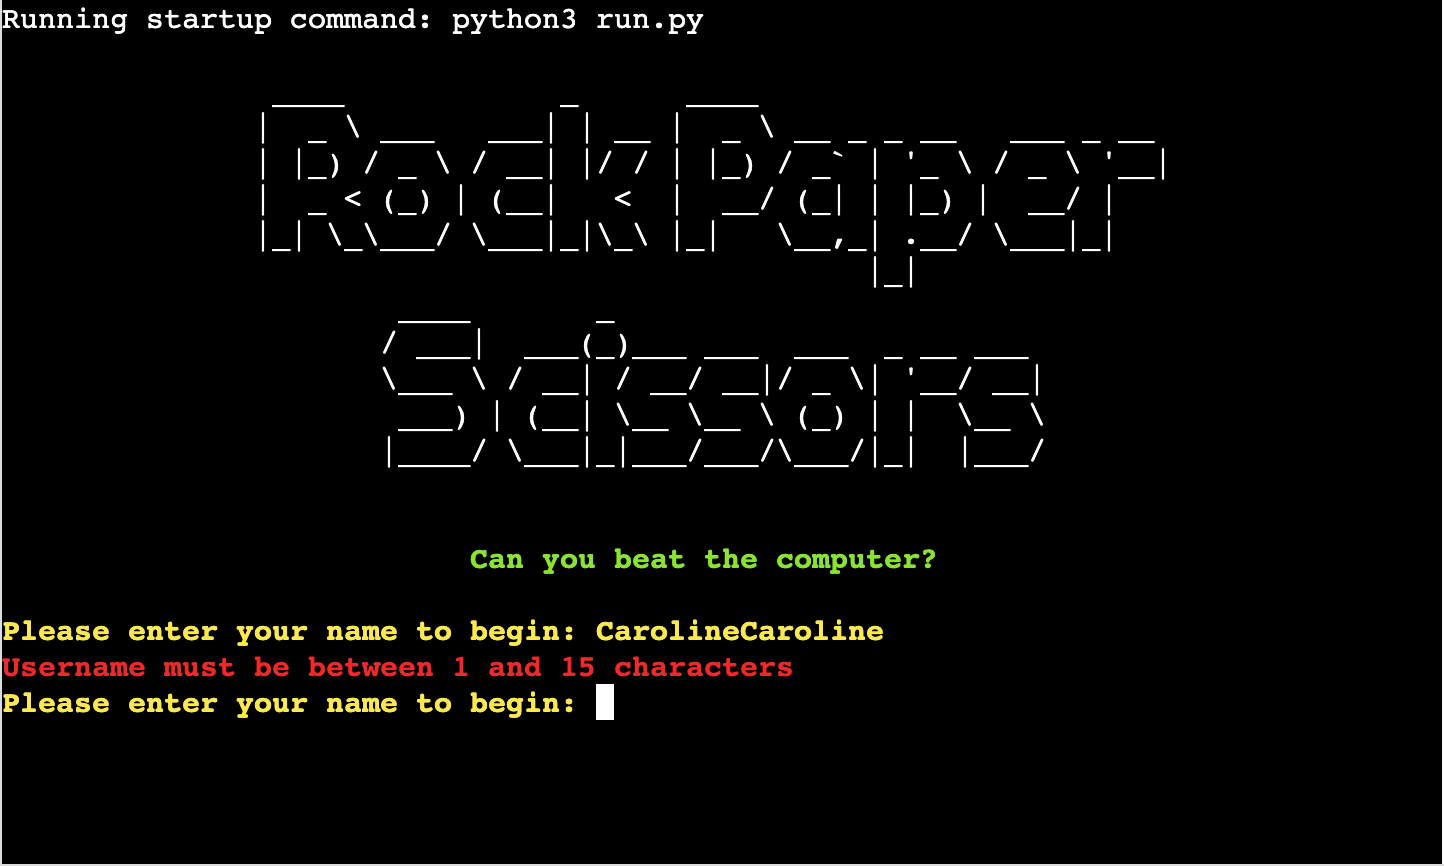 Running startup command: python3 run.py
Rock Paper
Scissors
Can you beat the computer?
Please enter your name to begin: CarolineCaroline
Username must be between 1 and 15 characters
Please enter your name to begin: